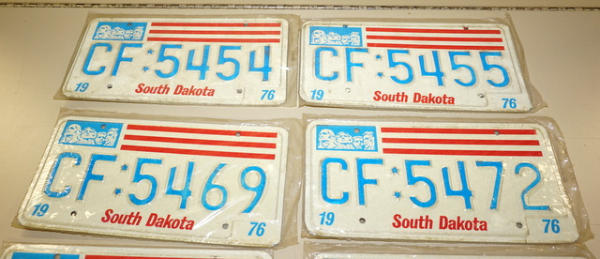 CF*5454
19 South Dakota 76
CF*5455
19 South Dakota 76
CF*5469
19 South Dakota 76
CF*5472
19 South Dakota 76